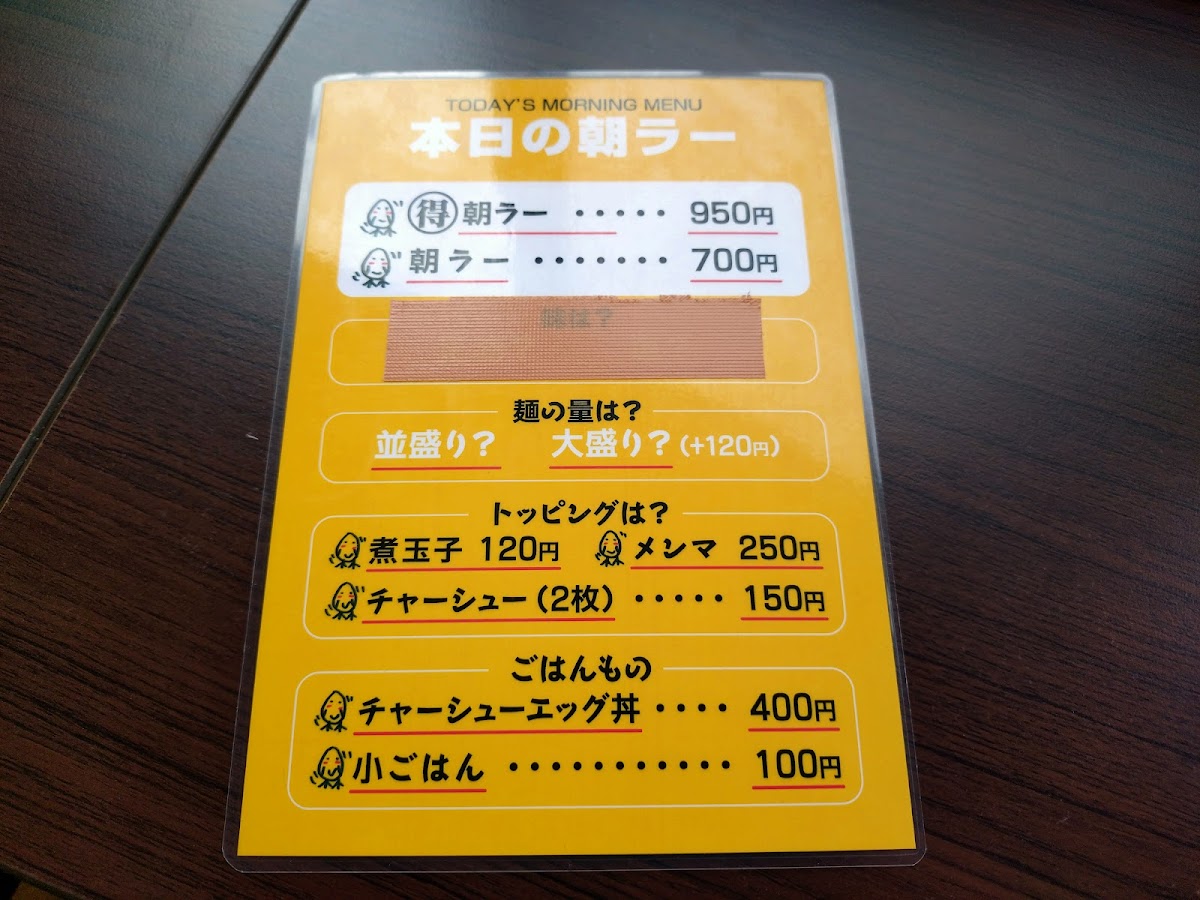 TODAY'S MORNING MENU
本日の朝ラー
得朝ラー ・・・・・ 950円
朝ラー ・・・・・・・ 700円
は?
麺の量は?
並盛り? 大盛り? (+120円)
トッピングは?
煮玉子 120円 メンマ 250円
チャーシュー(2枚) ・・・・・ 150円
ごはんもの
チャーシューエッグ丼 ・・・・ 400円
小ごはん ・・・・・・・・・・・ 100円